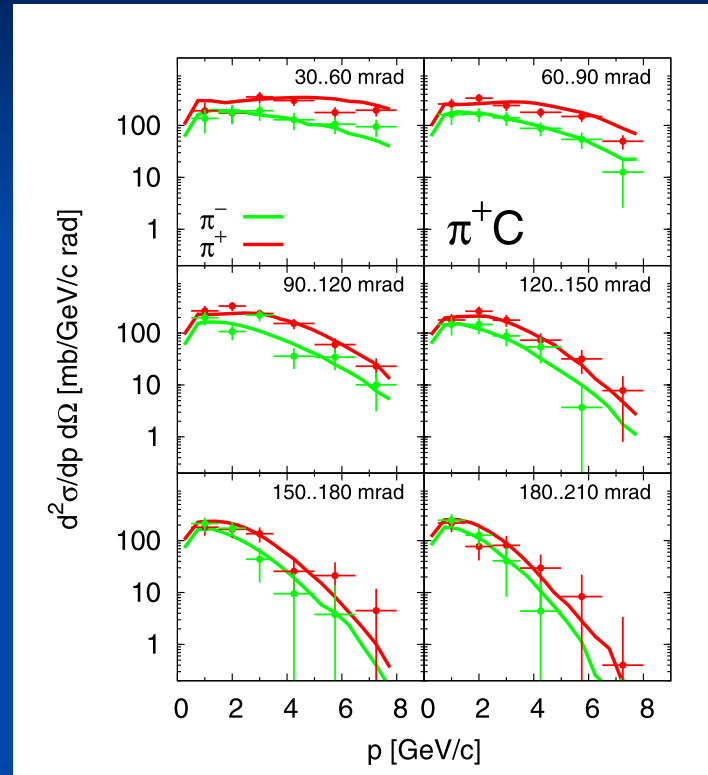 30..60 mrad
60..90 mrad
100
10
1
π⁻
π⁺
π⁺C
90..120 mrad
120..150 mrad
100
10
1
150..180 mrad
180..210 mrad
100
10
1
d²σ/dp dΩ [mb/GeV/c rad]
0 2 4 6 8 0 2 4 6 8
p [GeV/c]